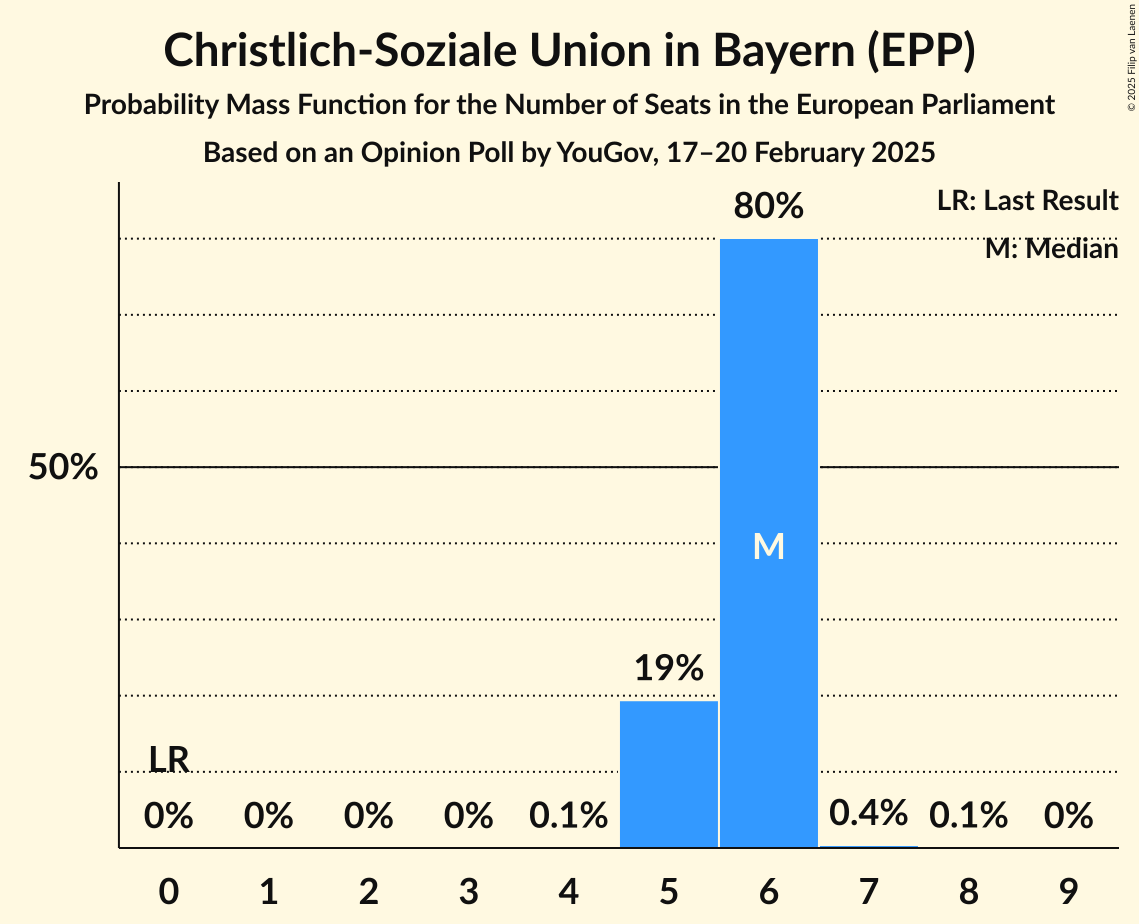 Christlich-Soziale Union in Bayern (EPP)
Probability Mass Function for the Number of Seats in the European Parliament
Based on an Opinion Poll by YouGov, 17–20 February 2025
© 2025 Filip van Laenen
LR: Last Result
M: Median
80%
50%
M
19%
LR
0% 0% 0% 0% 0.1% 0.4% 0.1% 0%
0 1 2 3 4 5 6 7 8 9